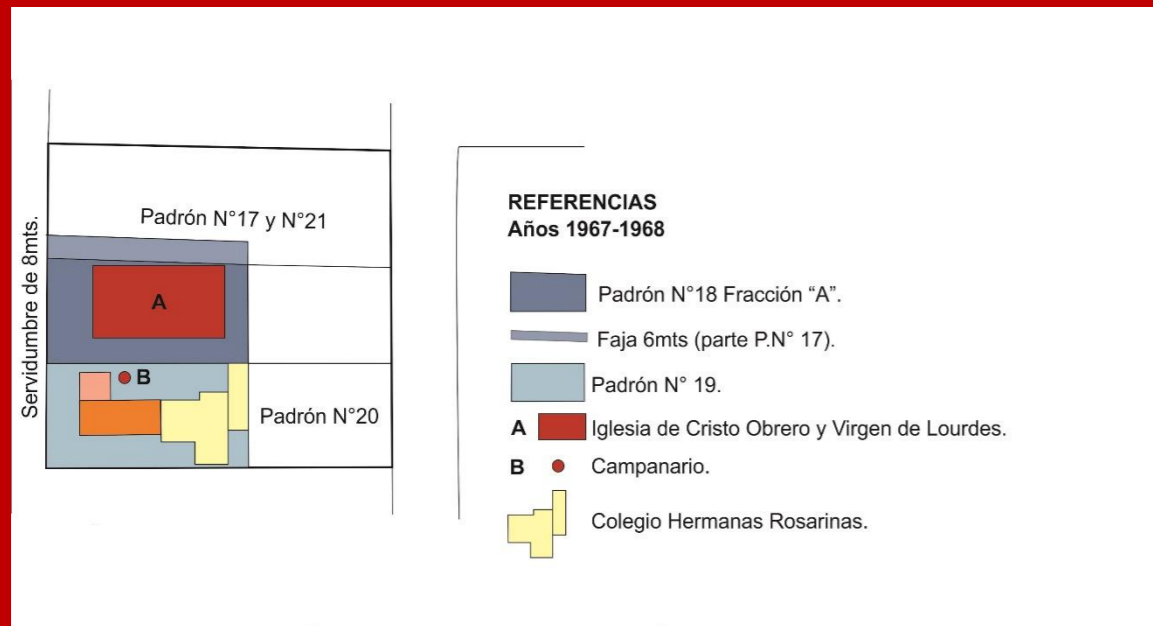 Padrón N°17 y N°21
Servidumbre de 8mts.
A
B
Padrón N°20
REFERENCIAS
Años 1967-1968
Padrón N°18 Fracción “A”.
Faja 6mts (parte P.N° 17).
Padrón N° 19.
A Iglesia de Cristo Obrero y Virgen de Lourdes.
B Campanario.
Colegio Hermanas Rosarinas.